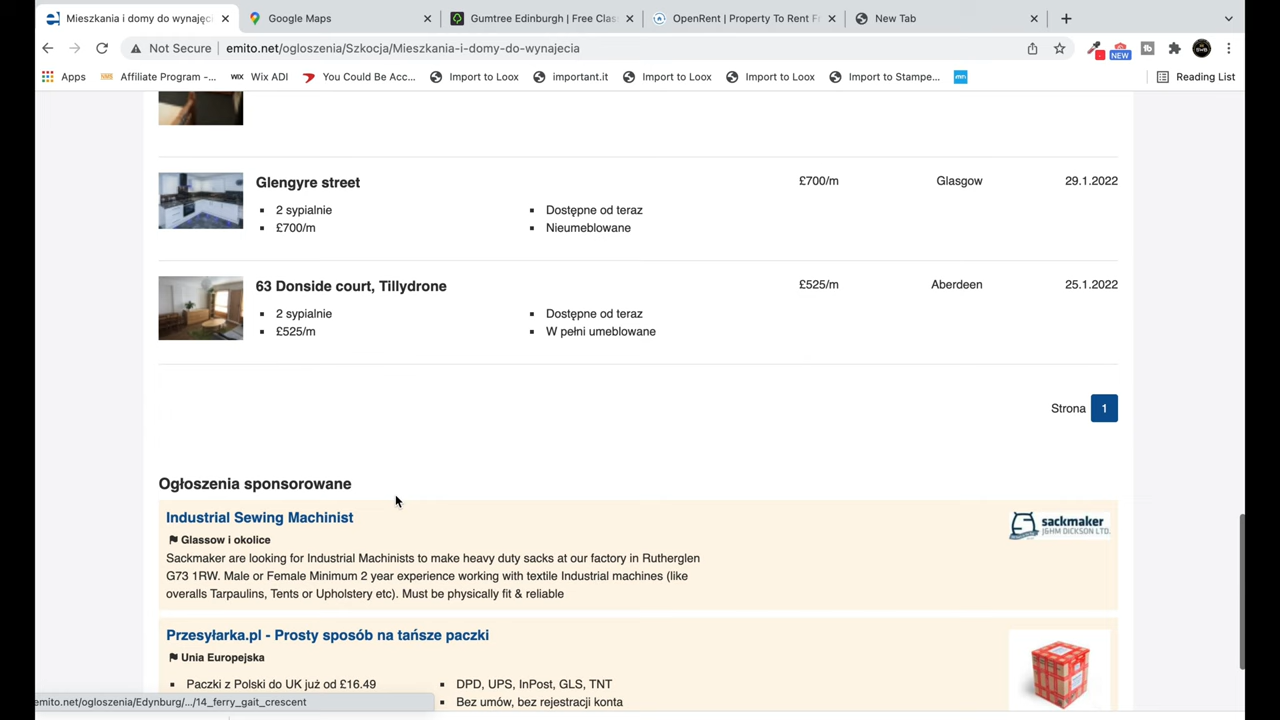 Mieszkania i domy do wynajęci
Google Maps
Gumtree Edinburgh | Free Clas
OpenRent | Property To Rent F
New Tab
Not Secure
emito.net/ogloszenia/Szkocja/Mieszkania-i-domy-do-wynajecia
NEW
Apps
Affiliate Program -...
WIX Wix ADI
You Could Be Acc...
Import to Loox
important.it
Import to Loox
Import to Loox
Import to Stampe...
mn
Reading List
Glengyre street
£700/m
Glasgow
29.1.2022
2 sypialnie
Dostępne od teraz
£700/m
Nieumeblowane
63 Donside court, Tillydrone
£525/m
Aberdeen
25.1.2022
2 sypialnie
Dostępne od teraz
£525/m
W pełni umeblowane
Strona 1
Ogłoszenia sponsorowane
Industrial Sewing Machinist
Glassow i okolice
Sackmaker are looking for Industrial Machinists to make heavy duty sacks at our factory in Rutherglen
G73 1RW. Male or Female Minimum 2 year experience working with textile Industrial machines (like
overalls Tarpaulins, Tents or Upholstery etc). Must be physically fit & reliable
sackmaker
J&HM DICKSON LTD.
Przesyłarka.pl - Prosty sposób na tańsze paczki
Unia Europejska
Paczki z Polski do UK już od £16.49
DPD, UPS, InPost, GLS, TNT
Bez umów, bez rejestracji konta
emito.net/ogloszenia/Edynburg/.../14_ferry_gait_crescent